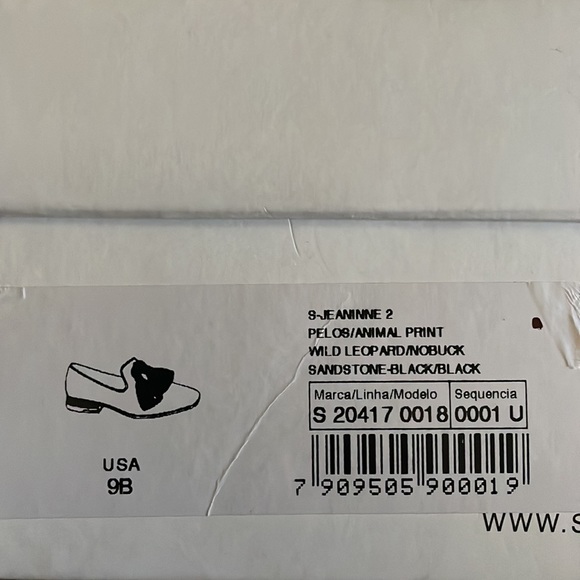 S-JEANINNE 2
PELOS/ANIMAL PRINT
WILD LEOPARD/NOBUCK
SANDSTONE-BLACK/BLACK
Marca/Linha/Modelo Sequencia
S 20417 0018 0001 U
7 909505 900019
USA
9B
WWW.S